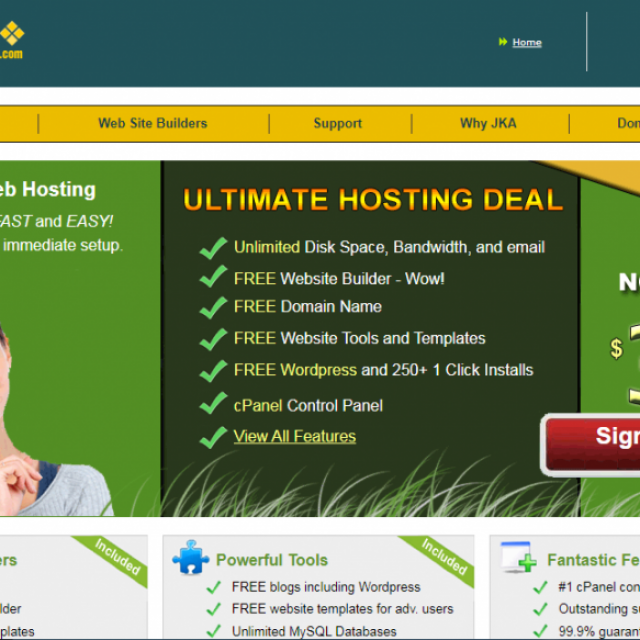 .com
Home
Web Site Builders
Support
Why JKA
eb Hosting
FAST and EASY!
immediate setup.
ULTIMATE HOSTING DEAL
Unlimited Disk Space, Bandwidth, and email
FREE Website Builder - Wow!
FREE Domain Name
FREE Website Tools and Templates
FREE Wordpress and 250+ 1 Click Installs
cPanel Control Panel
View All Features
$
Sign
Included
Powerful Tools
FREE blogs including Wordpress
FREE website templates for adv. users
Unlimited MySQL Databases
Included
Fantastic Fe
#1 cPanel con
Outstanding su
99.9% guaran